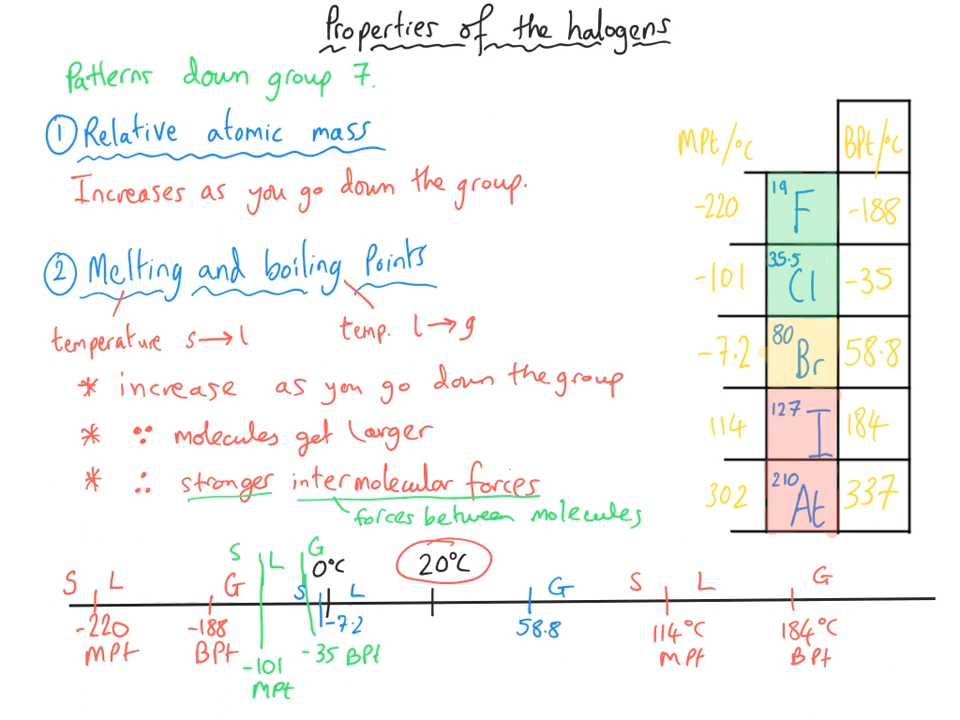 Properties of the halogens
Patterns down group 7.
① Relative atomic mass
Increases as you go down the group.
② Melting and boiling Points
temperature s→l
temp. l→g
* increase as you go down the group
* ∵ molecules get larger
* ∴ stronger intermolecular forces
forces between molecules
MPt/°C BPt/°C
-220 19 F -188
-101 35.5 Cl -35
-7.2 80 Br 58.8
114 127 I 184
302 210 At 337
S L G
0°C 20°C
S L G S L G S L G
-220 MPt
-188 BPt
-101 MPt
-35 BPt
-7.2
58.8
114°C MPt
184°C BPt